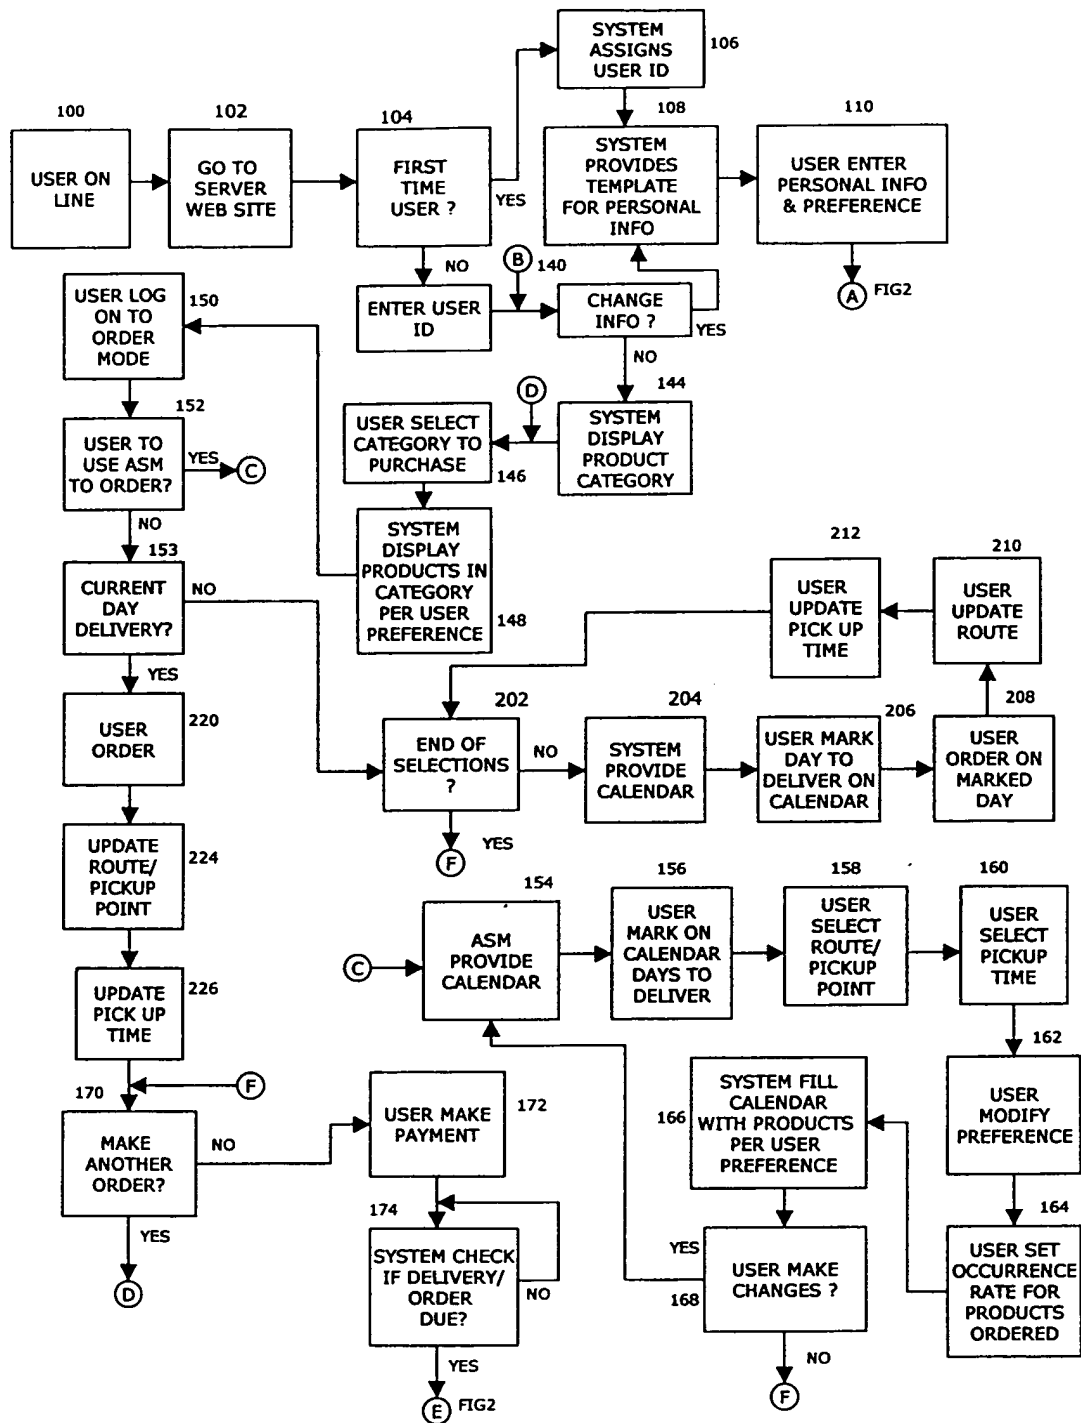 SYSTEM
ASSIGNS
USER ID
106
100
USER ON
LINE
102
GO TO
SERVER
WEB SITE
104
FIRST
TIME
USER ?
YES
108
SYSTEM
PROVIDES
TEMPLATE
FOR PERSONAL
INFO
110
USER ENTER
PERSONAL INFO
& PREFERENCE
A
FIG2
NO
B
140
ENTER USER
ID
CHANGE
INFO ?
YES
NO
144
D
SYSTEM
DISPLAY
PRODUCT
CATEGORY
USER SELECT
CATEGORY TO
PURCHASE
146
SYSTEM
DISPLAY
PRODUCTS IN
CATEGORY
PER USER
PREFERENCE
148
USER LOG
ON TO
ORDER
MODE
150
152
USER TO
USE ASM
TO ORDER?
YES
C
NO
153
CURRENT
DAY
DELIVERY?
NO
YES
USER
ORDER
220
UPDATE
ROUTE/
PICKUP
POINT
224
UPDATE
PICK UP
TIME
226
212
USER
UPDATE
PICK UP
TIME
210
USER
UPDATE
ROUTE
202
END OF
SELECTIONS
?
NO
YES
F
204
SYSTEM
PROVIDE
CALENDAR
206
USER MARK
DAY TO
DELIVER ON
CALENDAR
208
USER
ORDER ON
MARKED
DAY
C
154
ASM
PROVIDE
CALENDAR
156
USER
MARK ON
CALENDAR
DAYS TO
DELIVER
158
USER
SELECT
ROUTE/
PICKUP
POINT
160
USER
SELECT
PICKUP
TIME
162
USER
MODIFY
PREFERENCE
164
USER SET
OCCURRENCE
RATE FOR
PRODUCTS
ORDERED
166
SYSTEM FILL
CALENDAR
WITH PRODUCTS
PER USER
PREFERENCE
YES
168
USER MAKE
CHANGES ?
NO
F
170
F
MAKE
ANOTHER
ORDER?
NO
YES
D
USER MAKE
PAYMENT
172
174
SYSTEM CHECK
IF DELIVERY/
ORDER
DUE?
NO
YES
E
FIG2